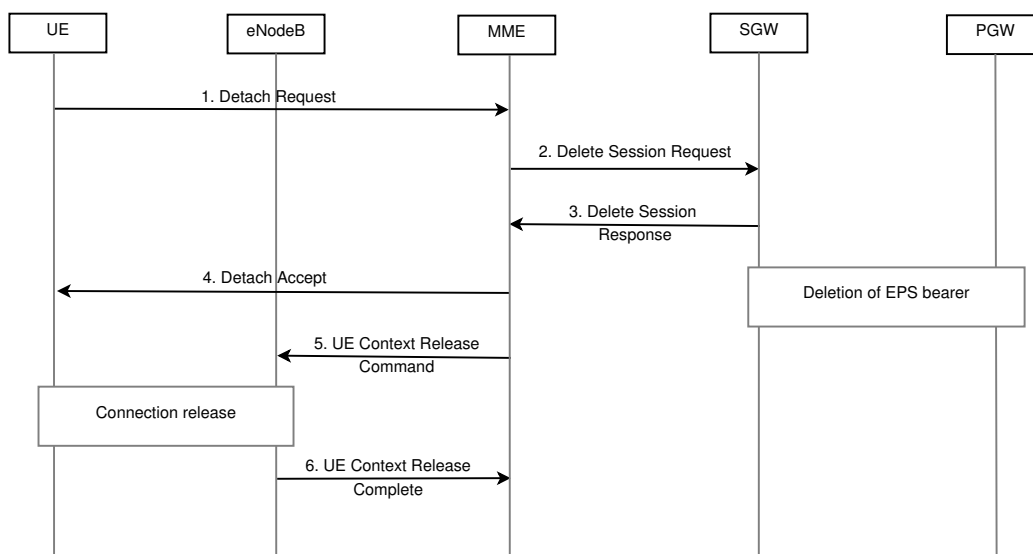 UE
eNodeB
MME
SGW
PGW
1. Detach Request
2. Delete Session Request
3. Delete Session
Response
4. Detach Accept
Deletion of EPS bearer
5. UE Context Release
Command
Connection release
6. UE Context Release
Complete